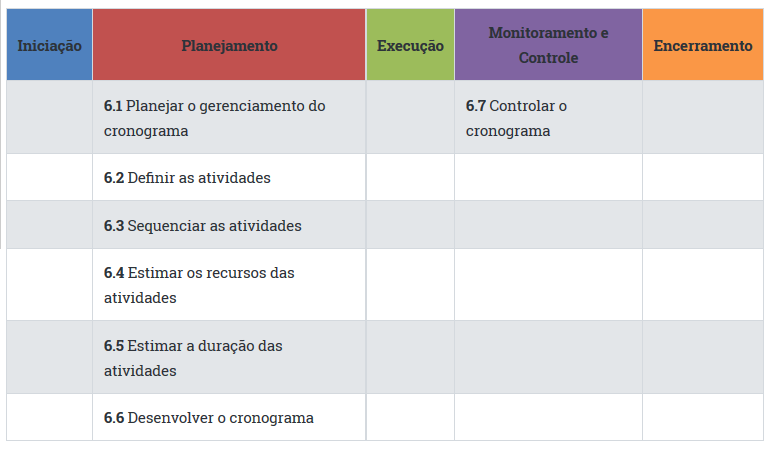 Iniciação
Planejamento
Execução
Monitoramento e
Controle
Encerramento
6.1 Planejar o gerenciamento do
cronograma
6.7 Controlar o
cronograma
6.2 Definir as atividades
6.3 Sequenciar as atividades
6.4 Estimar os recursos das
atividades
6.5 Estimar a duração das
atividades
6.6 Desenvolver o cronograma